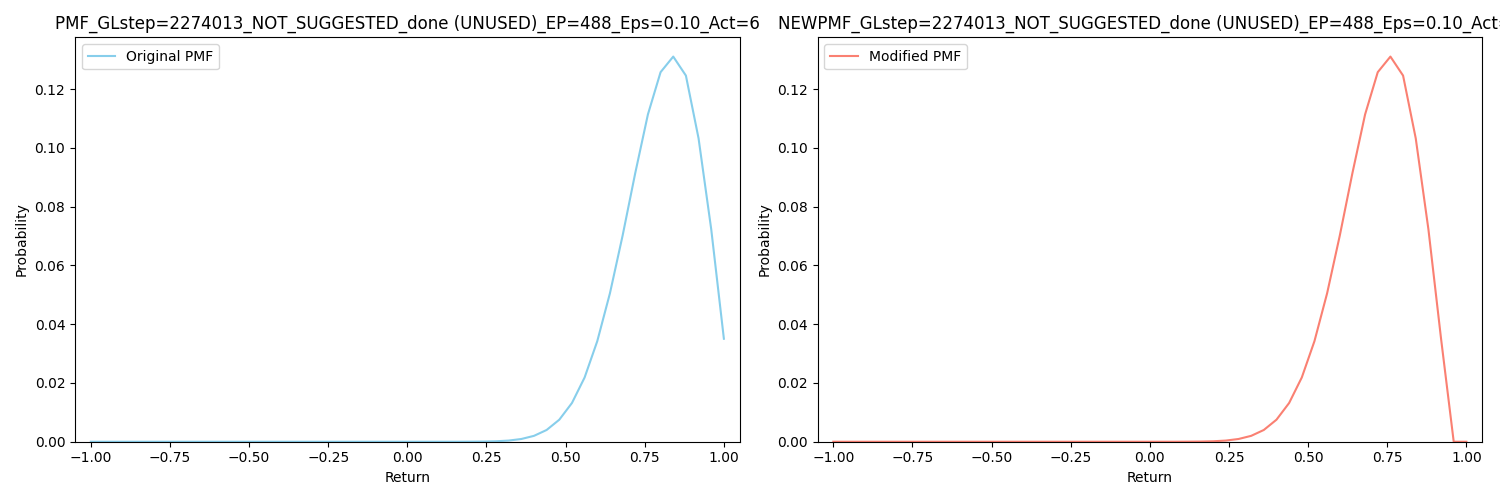 PMF_GLstep=2274013_NOT_SUGGESTED_done (UNUSED)_EP=488_Eps=0.10_Act=6
Original PMF
0.12
0.10
0.08
0.06
0.04
0.02
0.00
Probability
−1.00 −0.75 −0.50 −0.25 0.00 0.25 0.50 0.75 1.00
Return
NEWPMF_GLstep=2274013_NOT_SUGGESTED_done (UNUSED)_EP=488_Eps=0.10_Act=
Modified PMF
0.12
0.10
0.08
0.06
0.04
0.02
0.00
Probability
−1.00 −0.75 −0.50 −0.25 0.00 0.25 0.50 0.75 1.00
Return